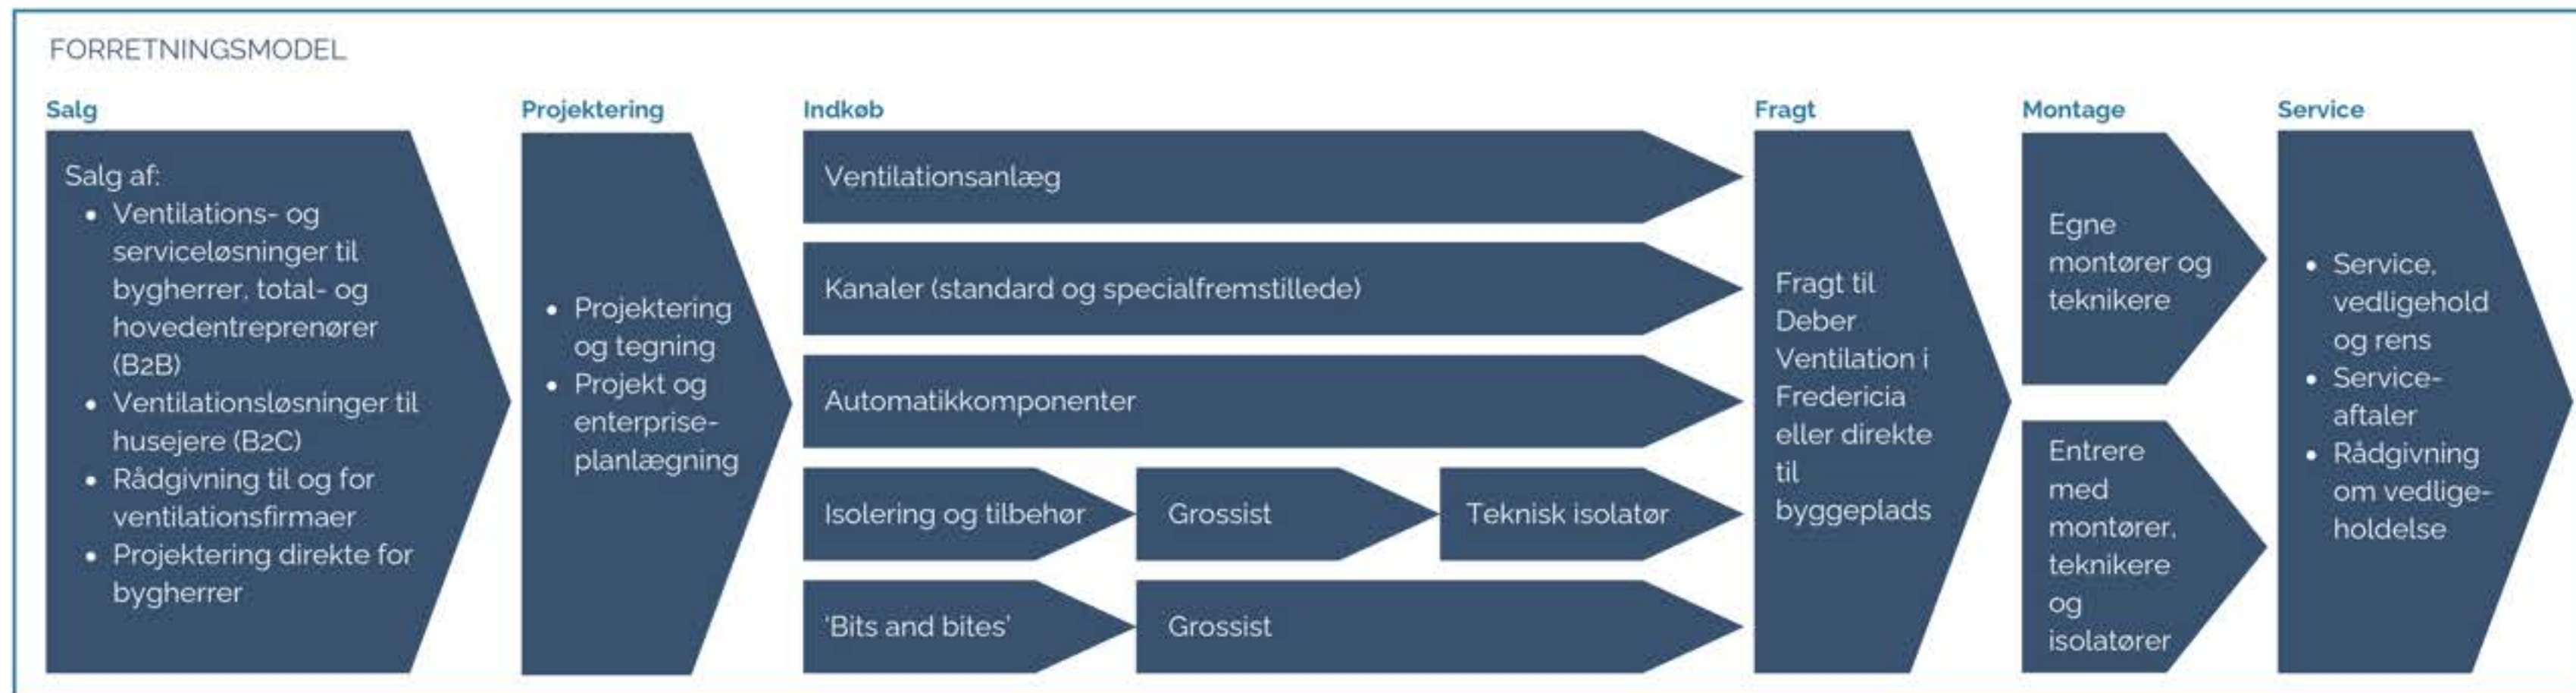 FORRETNINGSMODEL
Salg
Salg af:
• Ventilations- og
serviceløsninger til
bygherrer, total- og
hovedentreprenører
(B2B)
• Ventilationsløsninger til
husejere (B2C)
• Rådgivning til og for
ventilationsfirmaer
• Projektering direkte for
bygherrer
Projektering
• Projektering
og tegning
• Projekt og
enterprise-
planlægning
Indkøb
Ventilationsanlæg
Kanaler (standard og specialfremstillede)
Automatikkomponenter
Isolering og tilbehør
Grossist
Teknisk isolatør
'Bits and bites'
Grossist
Fragt
Fragt til
Deber
Ventilation i
Fredericia
eller direkte
til
byggeplads
Montage
Egne
montører og
teknikere
Entrere
med
montører,
teknikere
og
isolatører
Service
• Service,
vedligehold
og rens
• Service-
aftaler
• Rådgivning
om vedlige-
holdelse